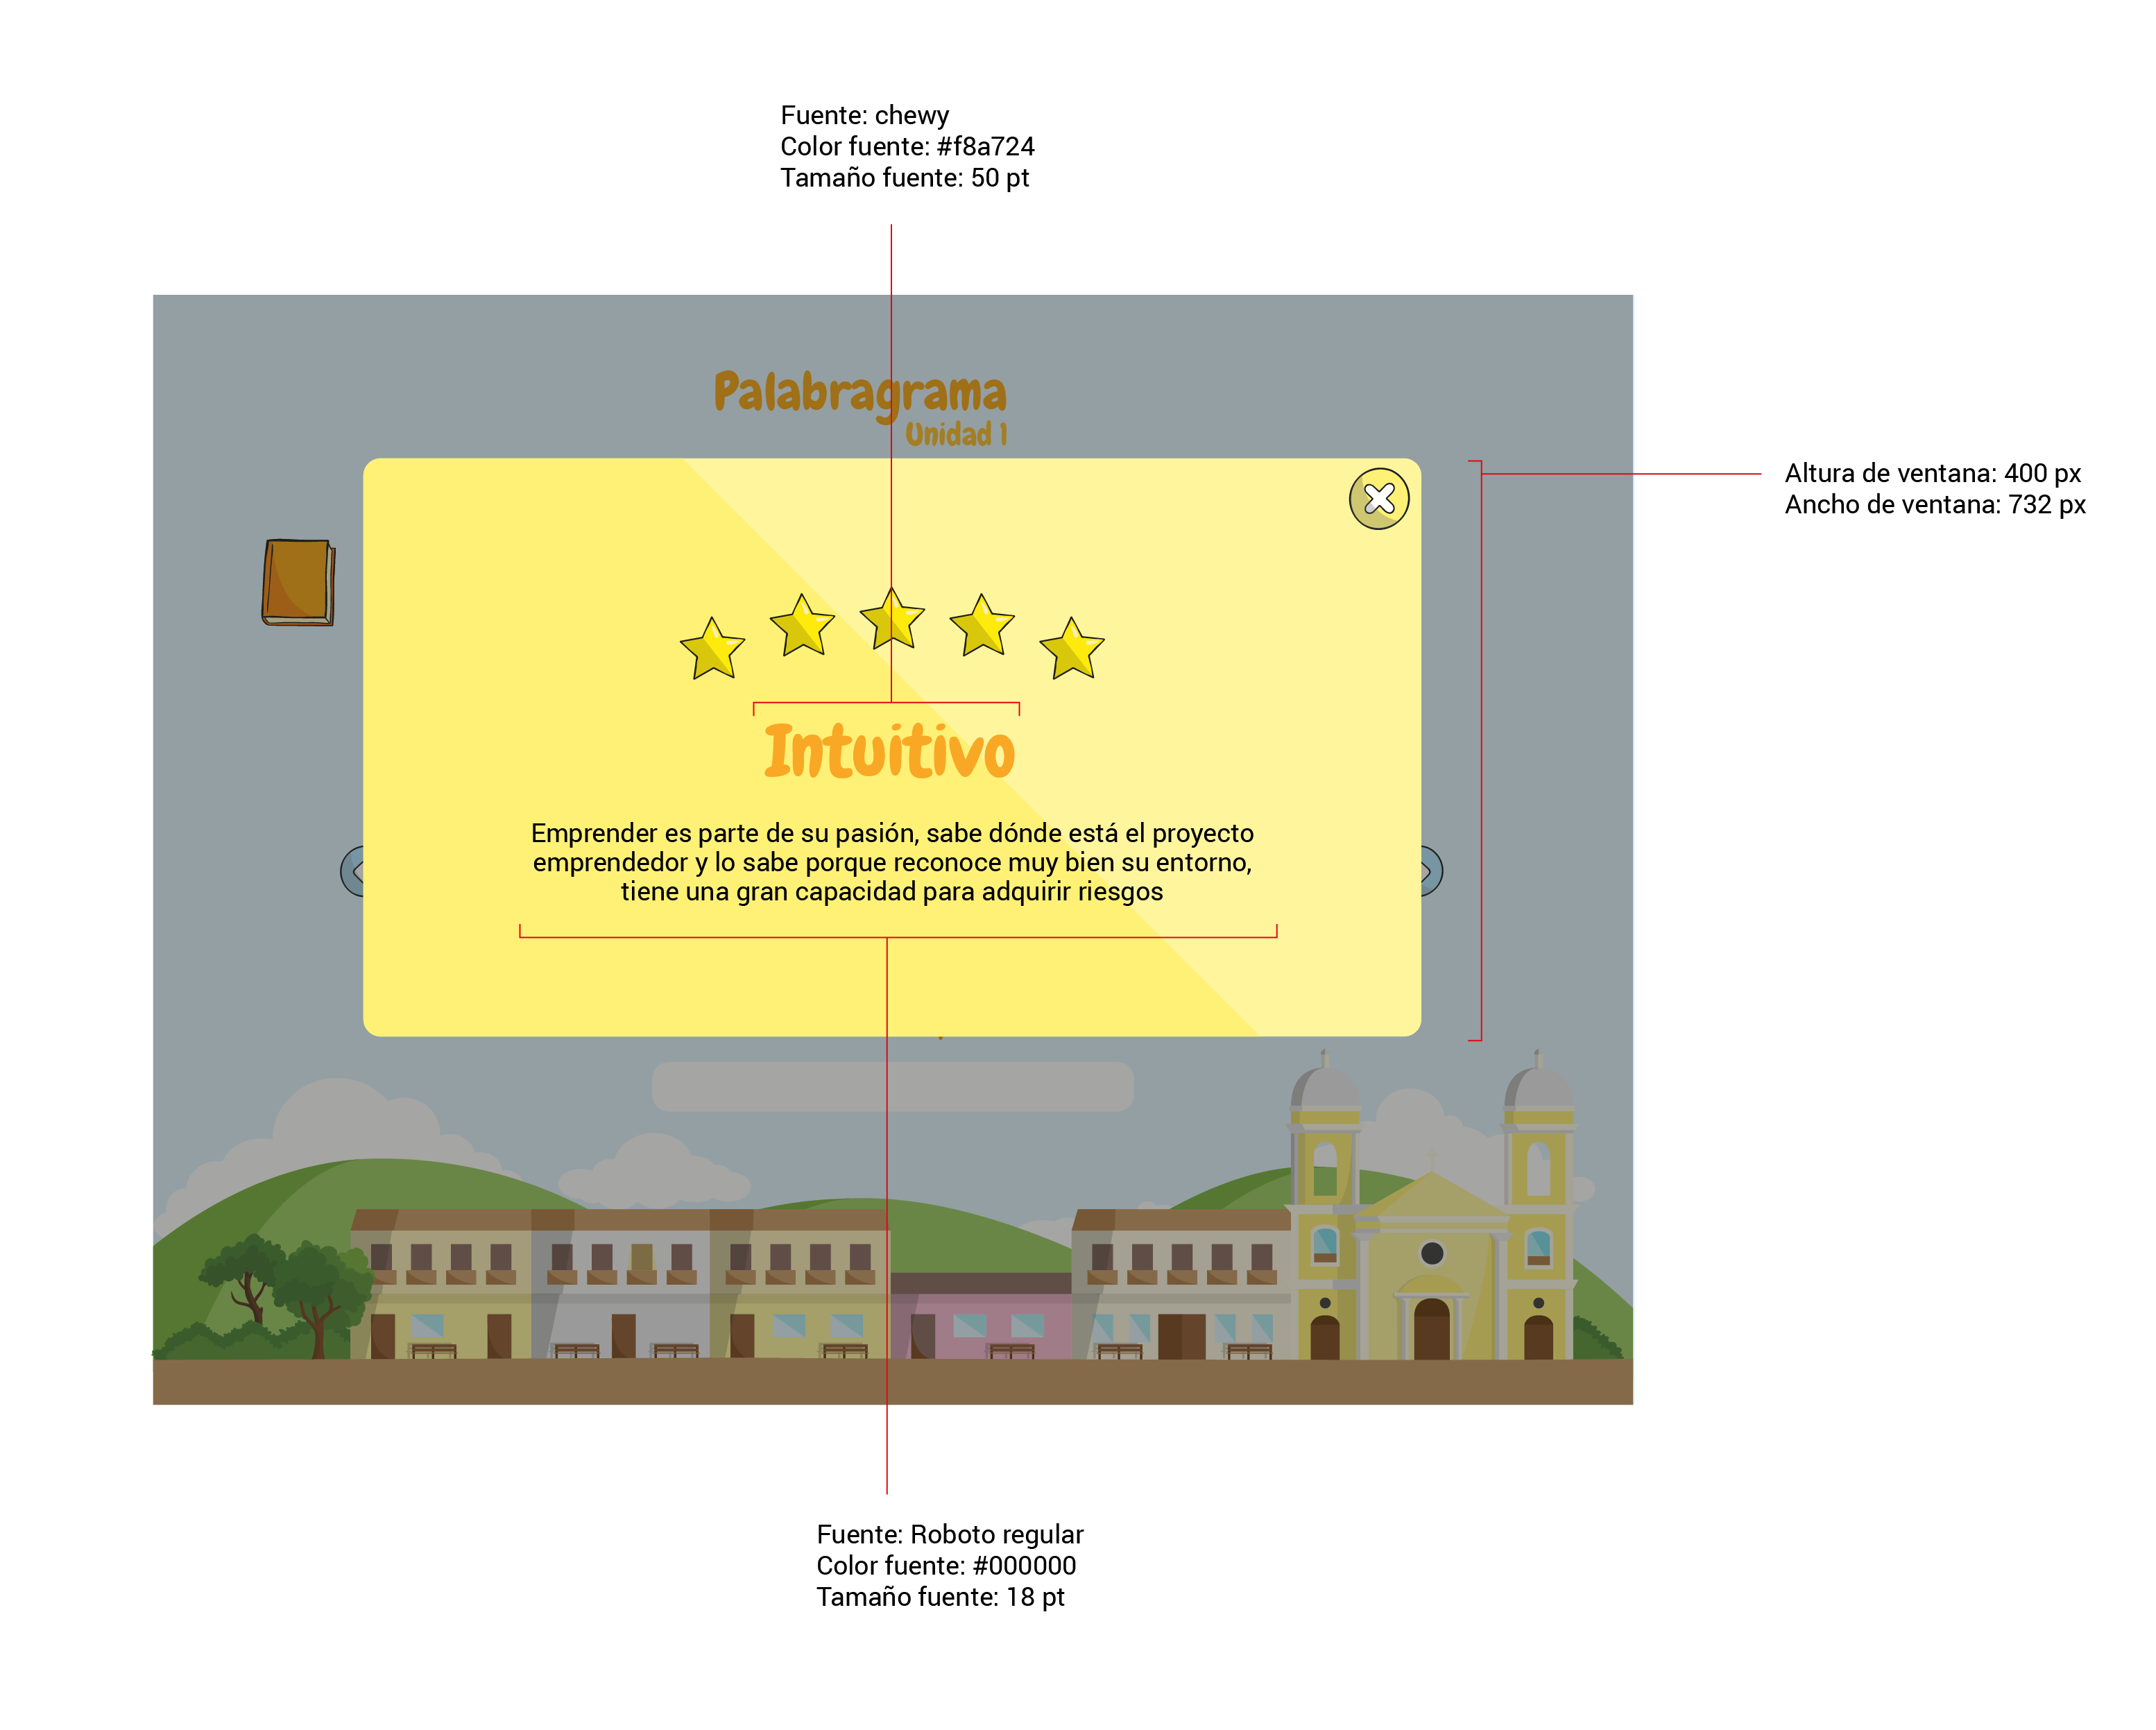 Fuente: chewy
Color fuente: #f8a724
Tamaño fuente: 50 pt
Palabragrama
Unidad 1
Altura de ventana: 400 px
Ancho de ventana: 732 px
Intuitivo
Emprender es parte de su pasión, sabe dónde está el proyecto
emprendedor y lo sabe porque reconoce muy bien su entorno,
tiene una gran capacidad para adquirir riesgos
Fuente: Roboto regular
Color fuente: #000000
Tamaño fuente: 18 pt